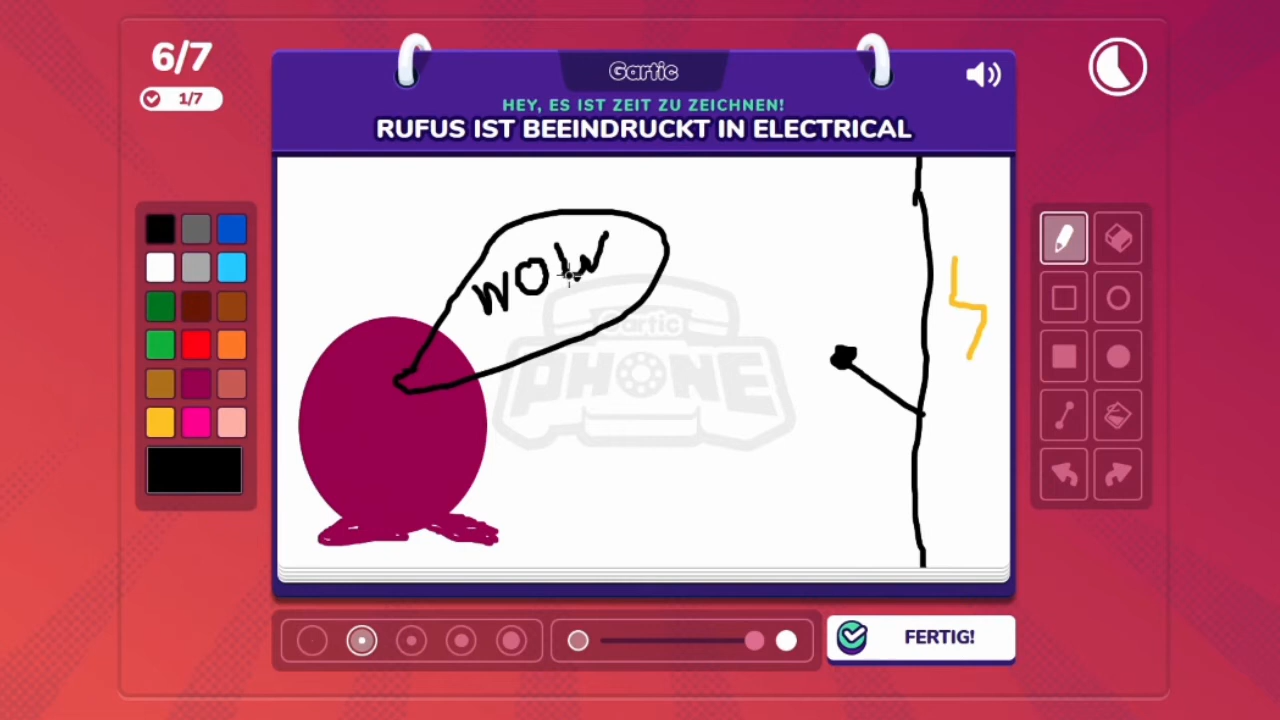 6/7
1/7
Gartic
HEY, ES IST ZEIT ZU ZEICHNEN!
RUFUS IST BEEINDRUCKT IN ELECTRICAL
WOW
Gartic
PHONE
FERTIG!